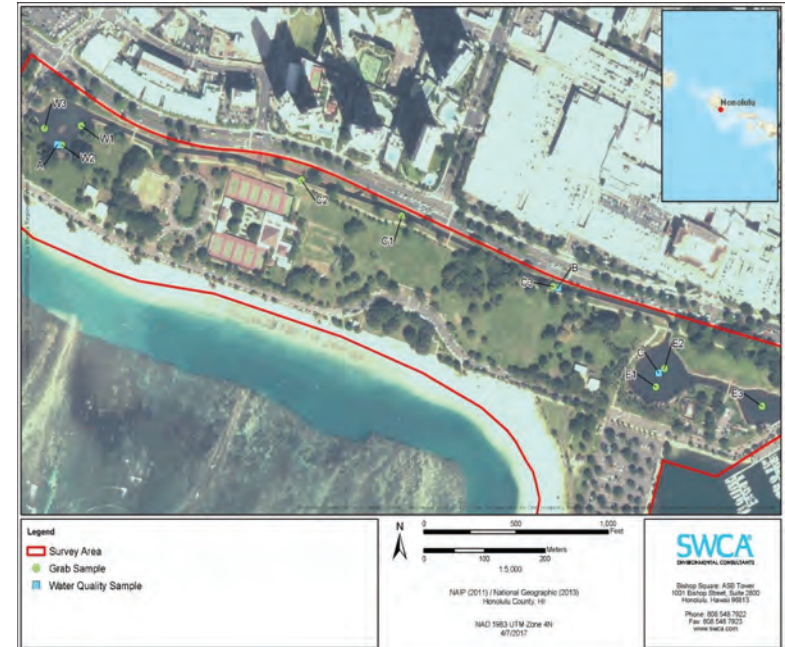 Honolulu
W3
W1
A
W2
C2
C1
C3
B
C
E2
E1
E3
Legend
Survey Area
Grab Sample
Water Quality Sample
N
0 500 1,000
Feet
Meters
0 100 200
1:5,000
NAIP (2011) / National Geographic (2013)
Honolulu County, HI
NAD 1983 UTM Zone 4N
4/7/2017
SWCA
ENVIRONMENTAL CONSULTANTS
Bishop Square: ASB Tower
1001 Bishop Street, Suite 2800
Honolulu, Hawaii 96813
Phone: 808.548.7922
Fax: 808.548.7923
www.swca.com